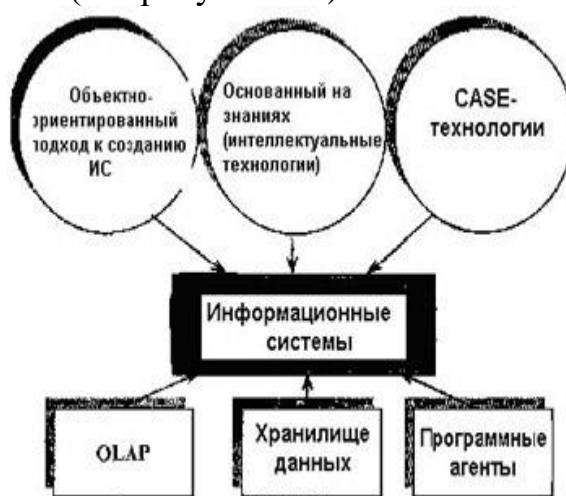 Объектно-
ориентированный
подход к созданию
ИС
Основанный на
знаниях
(интеллектуальные
технологии)
CASE-
технологии
Информационные
системы
OLAP
Хранилище
данных
Программные
агенты